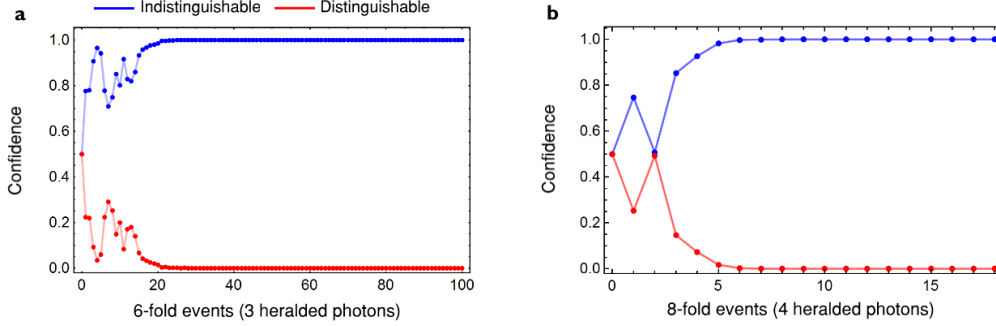 a
Indistinguishable Distinguishable
1.0
0.8
0.6
0.4
0.2
0.0
Confidence
0 20 40 60 80 100
6-fold events (3 heralded photons)
b
1.0
0.8
0.6
0.4
0.2
0.0
Confidence
0 5 10 15
8-fold events (4 heralded photons)